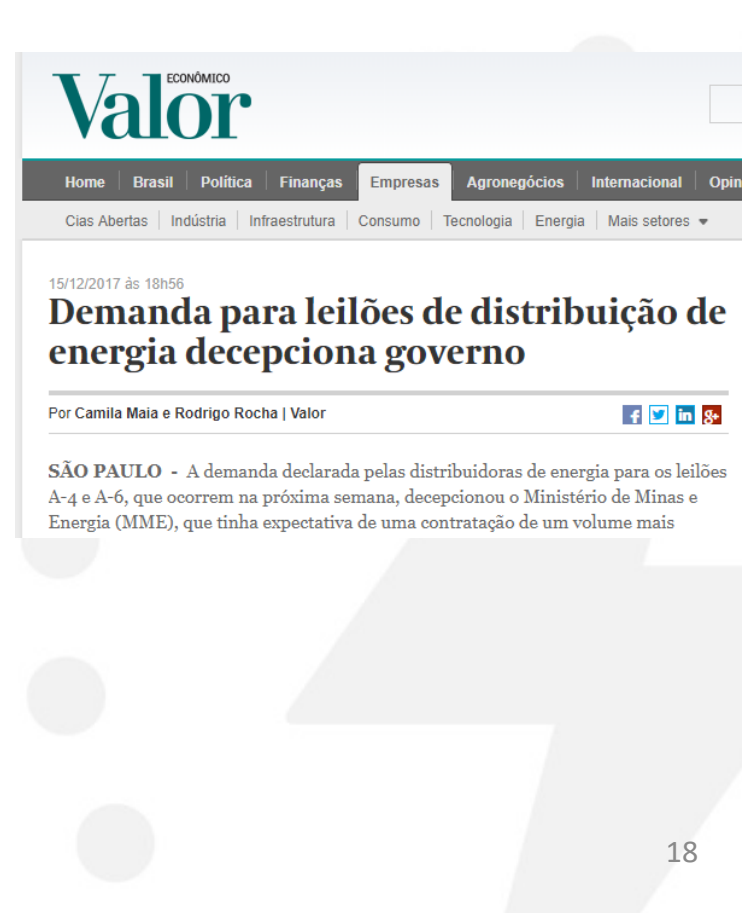 ECONÔMICO
Valor
Home Brasil Política Finanças Empresas Agronegócios Internacional Opin
Cias Abertas Indústria Infraestrutura Consumo Tecnologia Energia Mais setores
15/12/2017 às 18h56
Demanda para leilões de distribuição de
energia decepciona governo
Por Camila Maia e Rodrigo Rocha | Valor
f in g+
SÃO PAULO - A demanda declarada pelas distribuidoras de energia para os leilões
A-4 e A-6, que ocorrem na próxima semana, decepcionou o Ministério de Minas e
Energia (MME), que tinha expectativa de uma contratação de um volume mais
18